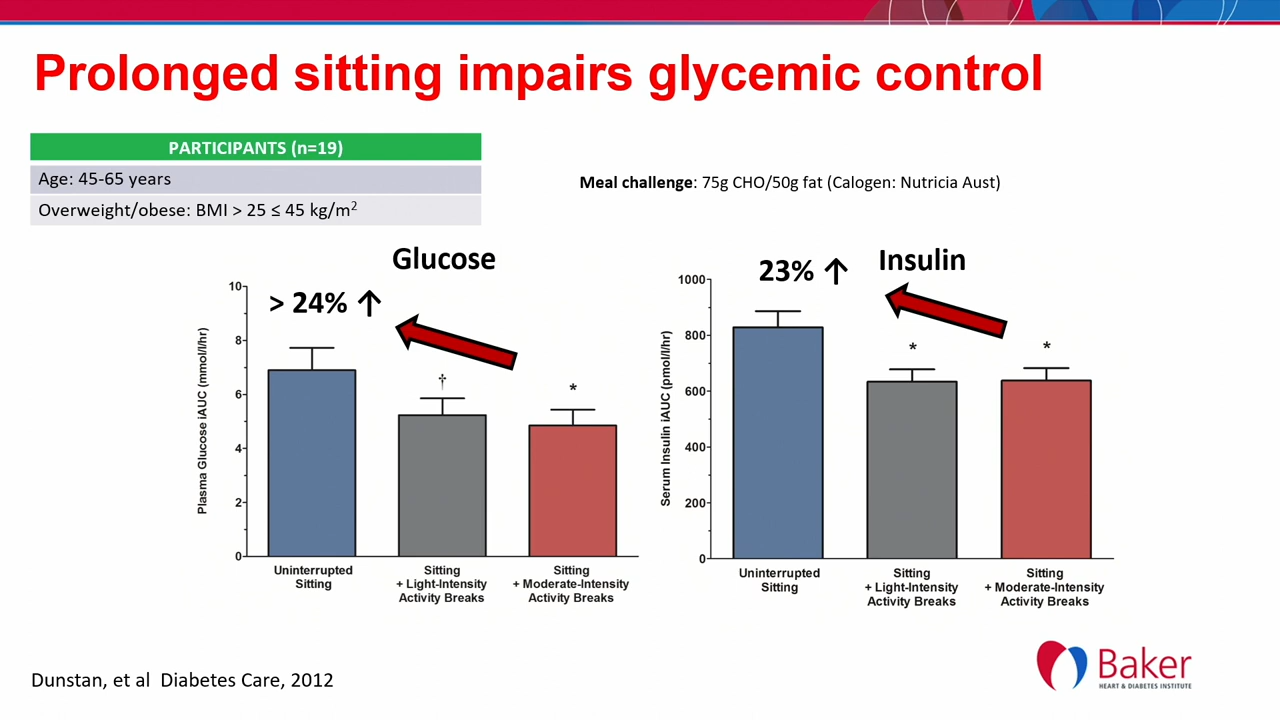 Prolonged sitting impairs glycemic control
PARTICIPANTS (n=19)
Age: 45-65 years
Overweight/obese: BMI > 25 ≤ 45 kg/m²
Meal challenge: 75g CHO/50g fat (Calogen: Nutricia Aust)
Glucose
> 24% ↑
Plasma Glucose iAUC (mmol/l/hr)
10
8
6
4
2
0
†
*
Uninterrupted
Sitting
Sitting
+ Light-Intensity
Activity Breaks
Sitting
+ Moderate-Intensity
Activity Breaks
Insulin
23% ↑
Serum Insulin iAUC (pmol/l/hr)
1000
800
600
400
200
0
*
*
Uninterrupted
Sitting
Sitting
+ Light-Intensity
Activity Breaks
Sitting
+ Moderate-Intensity
Activity Breaks
Dunstan, et al  Diabetes Care, 2012
Baker
HEART & DIABETES INSTITUTE